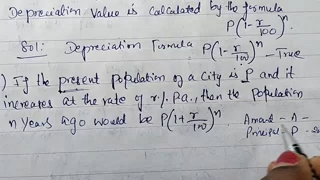 Depreciation Value is calculated by the formula
P(1-r/100)^n.
Sol: Depreciation Formula P(1-r/100)^n - True
) If the present population of a city is P and it
increases at the rate of r% p.a., then the population
n years ago would be P(1+r/100)^n. Amount - A -
Principal - P -